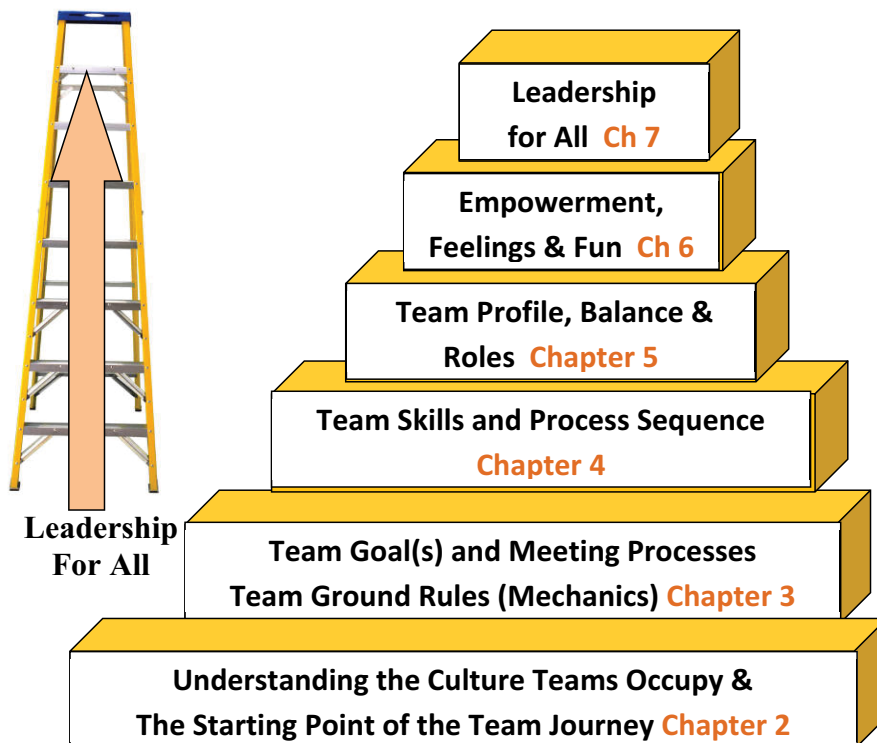 Leadership
for All Ch 7
Empowerment,
Feelings & Fun Ch 6
Team Profile, Balance &
Roles Chapter 5
Team Skills and Process Sequence
Chapter 4
Team Goal(s) and Meeting Processes
Team Ground Rules (Mechanics) Chapter 3
Understanding the Culture Teams Occupy &
The Starting Point of the Team Journey Chapter 2
Leadership
For All